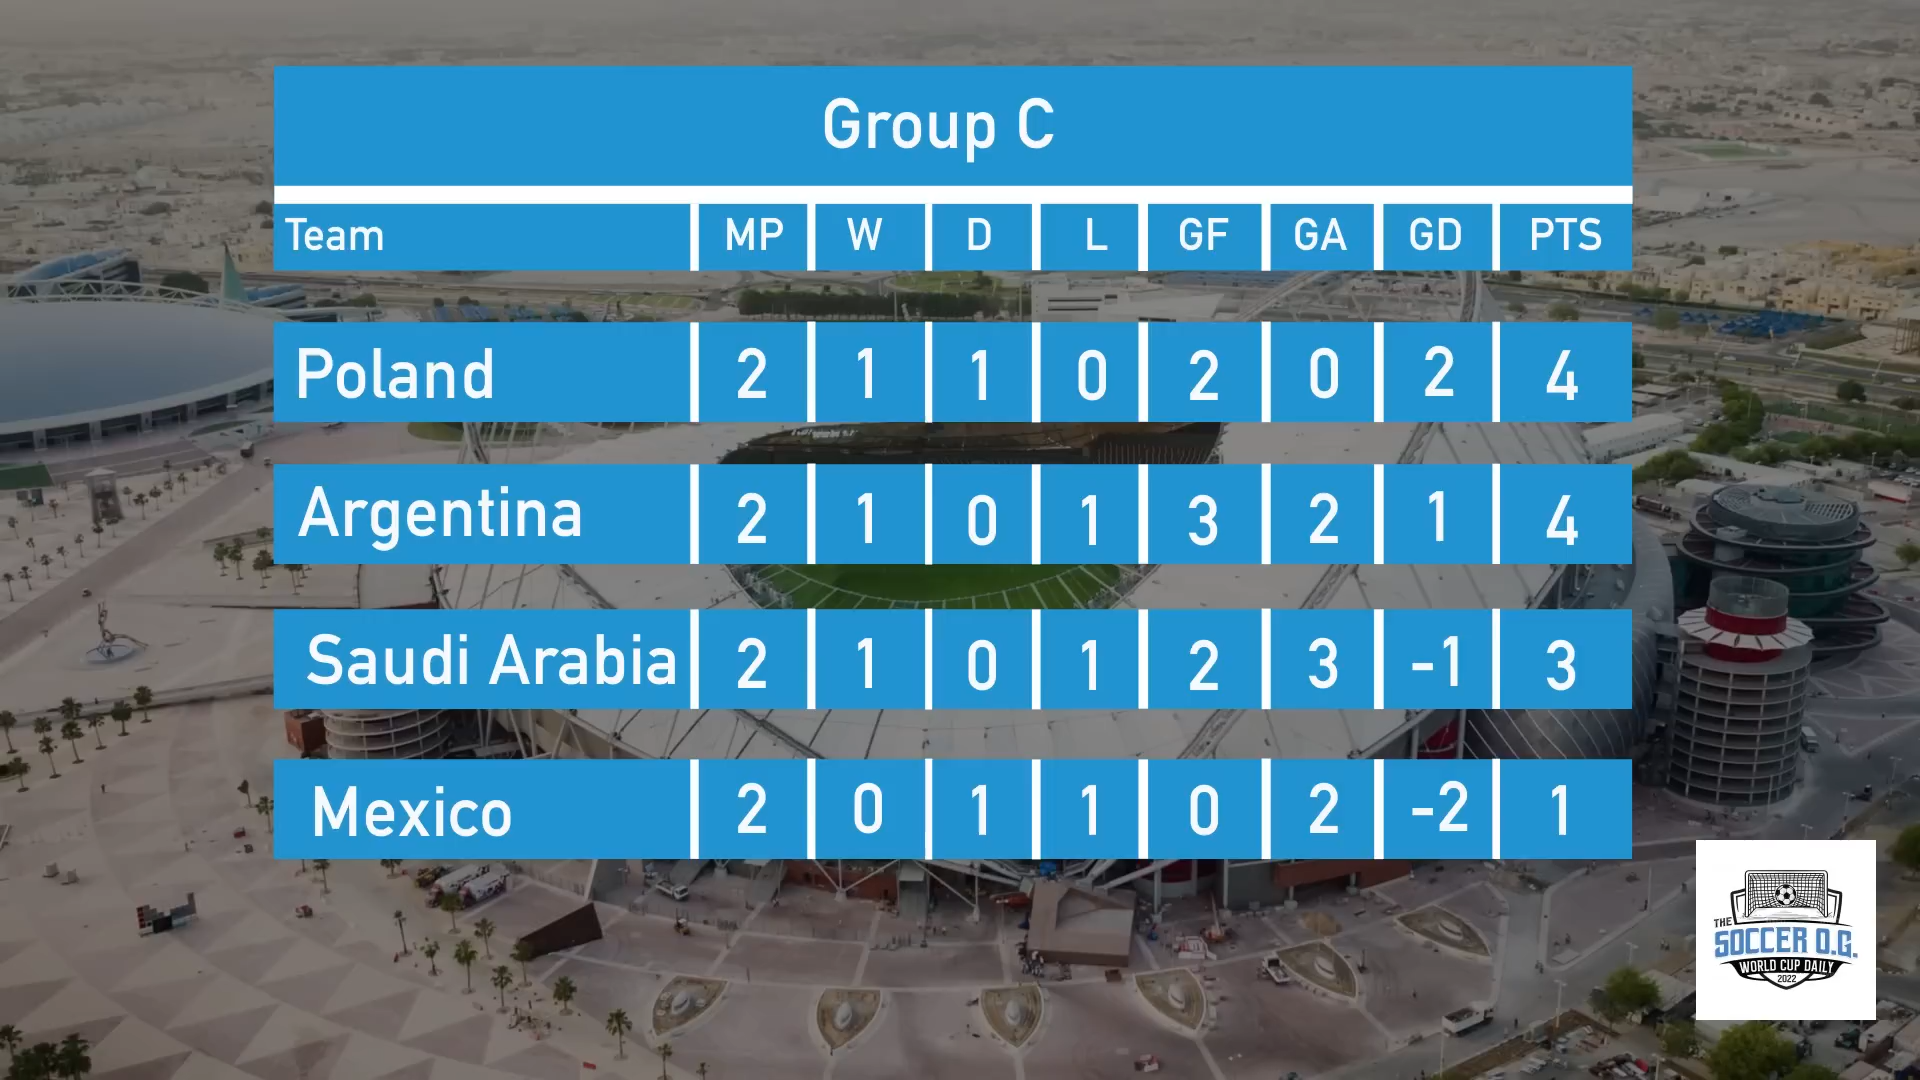 Group C
Team MP W D L GF GA GD PTS
Poland 2 1 1 0 2 0 2 4
Argentina 2 1 0 1 3 2 1 4
Saudi Arabia 2 1 0 1 2 3 -1 3
Mexico 2 0 1 1 0 2 -2 1
THE
SOCCER O.G.
WORLD CUP DAILY
2022